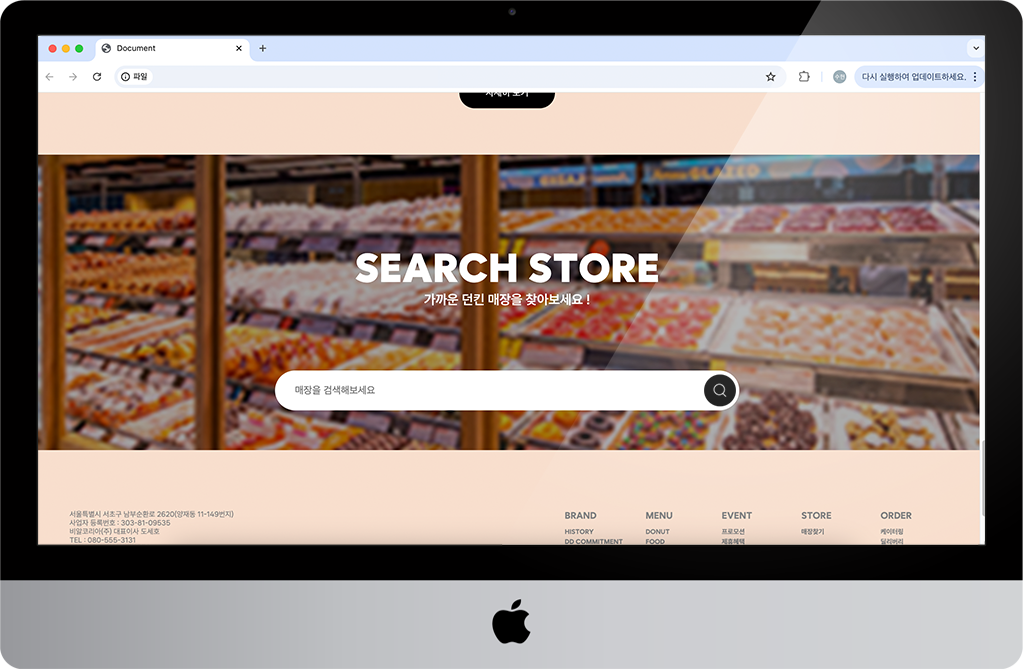 Document
파일
다시 실행하여 업데이트하세요.
자세히 보기
GLAZED
SEARCH STORE
가까운 던킨 매장을 찾아보세요 !
매장을 검색해보세요
서울특별시 서초구 남부순환로 2620(양재동 11-149번지)
사업자 등록번호 : 303-81-09535
비알코리아(주) 대표이사 도세호
TEL : 080-555-3131
BRAND
HISTORY
DD COMMITMENT
MENU
DONUT
FOOD
EVENT
프로모션
제휴혜택
STORE
매장찾기
ORDER
케이터링
딜리버리